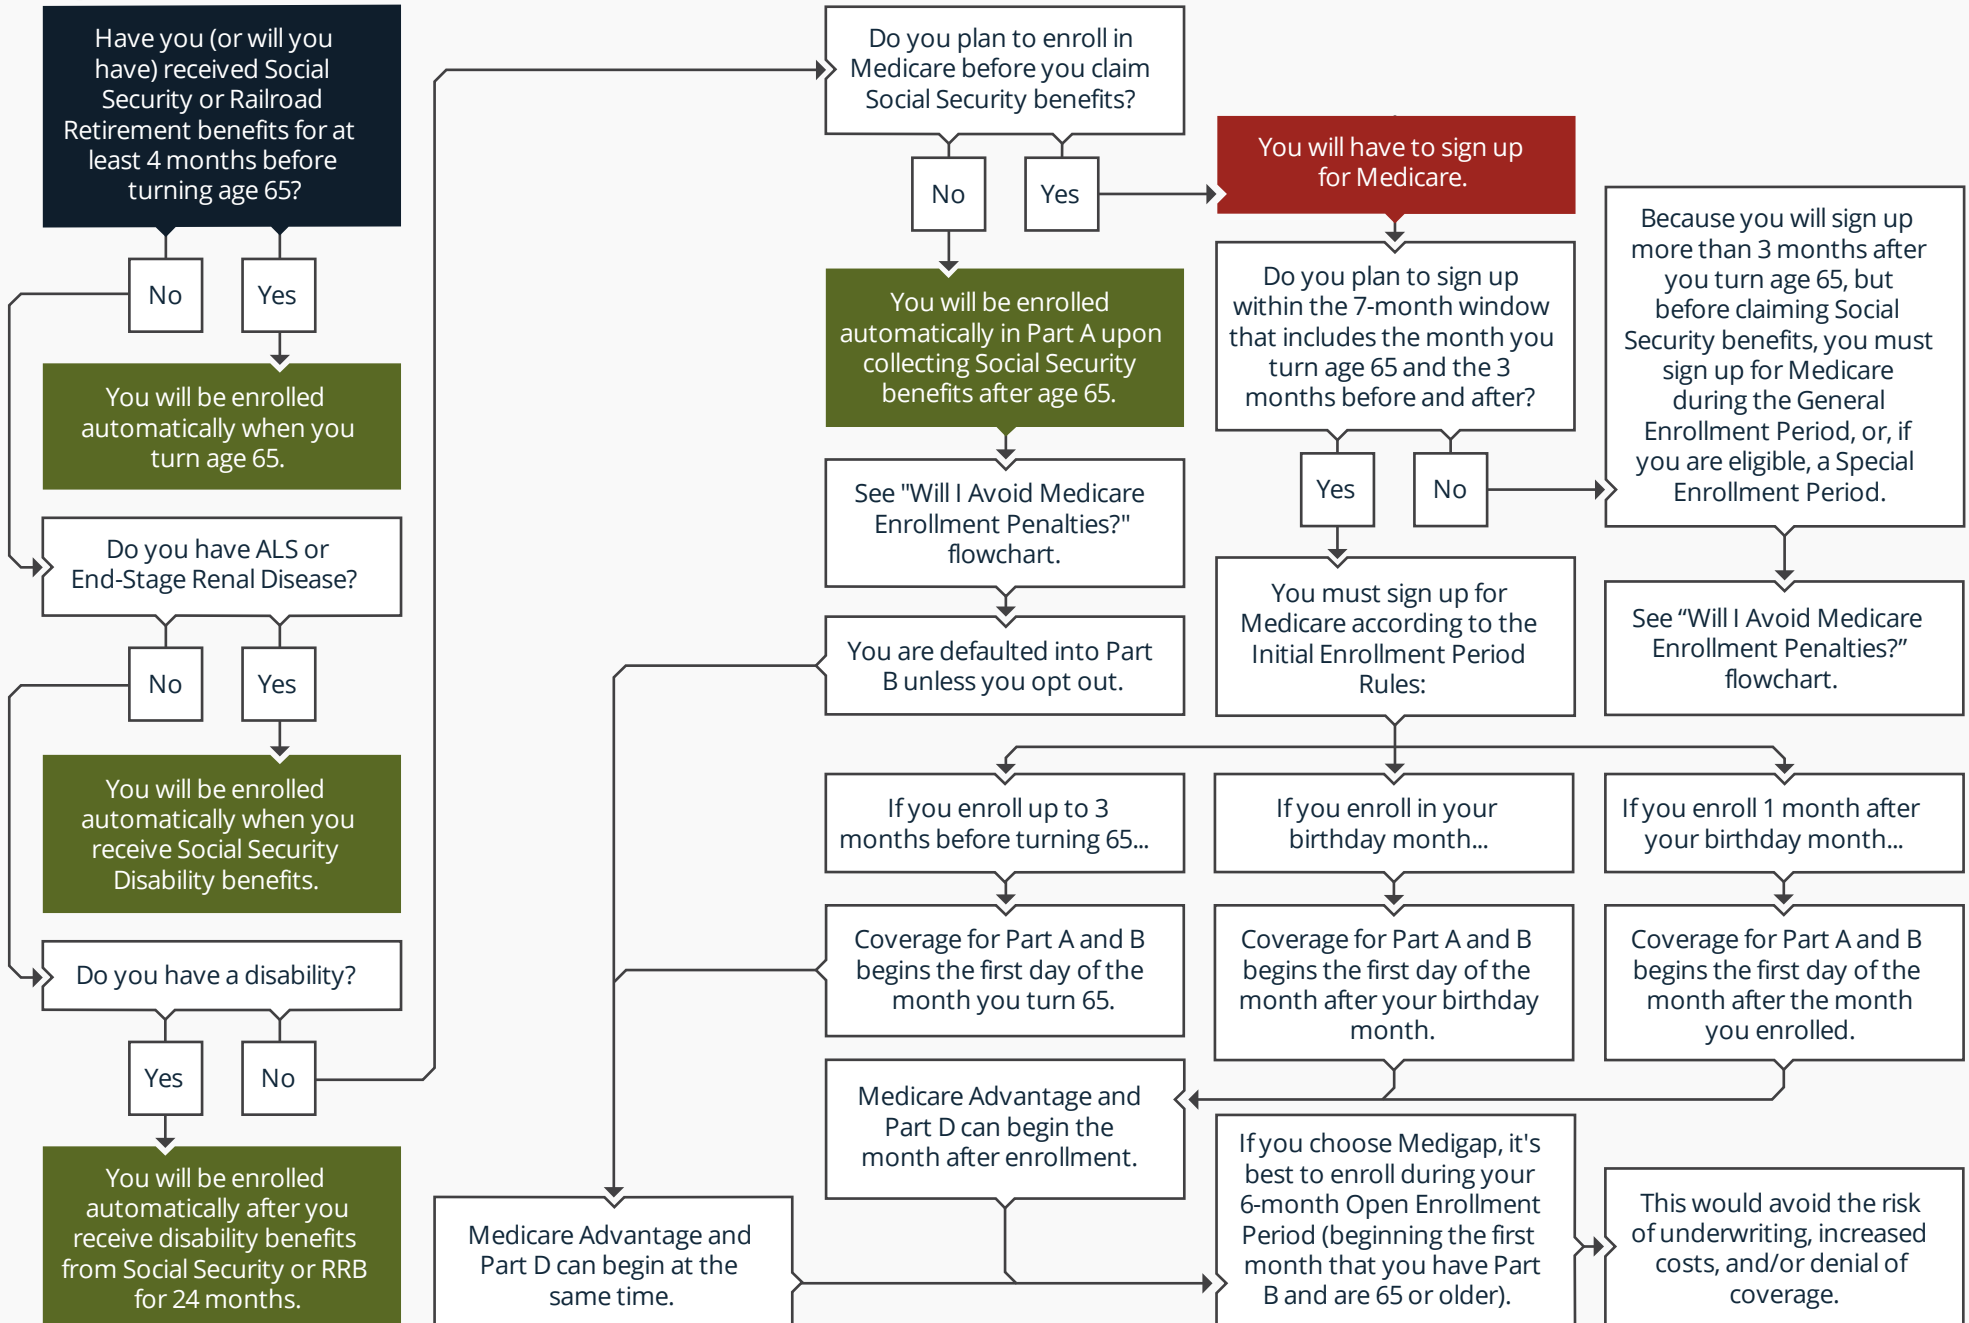 Have you (or will you
have) received Social
Security or Railroad
Retirement benefits for at
least 4 months before
turning age 65?
No
Yes
You will be enrolled
automatically when you
turn age 65.
Do you have ALS or
End-Stage Renal Disease?
No
Yes
You will be enrolled
automatically when you
receive Social Security
Disability benefits.
Do you have a disability?
Yes
No
You will be enrolled
automatically after you
receive disability benefits
from Social Security or RRB
for 24 months.
Do you plan to enroll in
Medicare before you claim
Social Security benefits?
No
Yes
You will be enrolled
automatically in Part A upon
collecting Social Security
benefits after age 65.
See "Will I Avoid Medicare
Enrollment Penalties?"
flowchart.
You are defaulted into Part
B unless you opt out.
You will have to sign up
for Medicare.
Do you plan to sign up
within the 7-month window
that includes the month you
turn age 65 and the 3
months before and after?
Yes
No
Because you will sign up
more than 3 months after
you turn age 65, but
before claiming Social
Security benefits, you must
sign up for Medicare
during the General
Enrollment Period, or, if
you are eligible, a Special
Enrollment Period.
See “Will I Avoid Medicare
Enrollment Penalties?”
flowchart.
You must sign up for
Medicare according to the
Initial Enrollment Period
Rules:
If you enroll up to 3
months before turning 65...
If you enroll in your
birthday month...
If you enroll 1 month after
your birthday month...
Coverage for Part A and B
begins the first day of the
month you turn 65.
Coverage for Part A and B
begins the first day of the
month after your birthday
month.
Coverage for Part A and B
begins the first day of the
month after the month
you enrolled.
Medicare Advantage and
Part D can begin the
month after enrollment.
Medicare Advantage and
Part D can begin at the
same time.
If you choose Medigap, it's
best to enroll during your
6-month Open Enrollment
Period (beginning the first
month that you have Part
B and are 65 or older).
This would avoid the risk
of underwriting, increased
costs, and/or denial of
coverage.